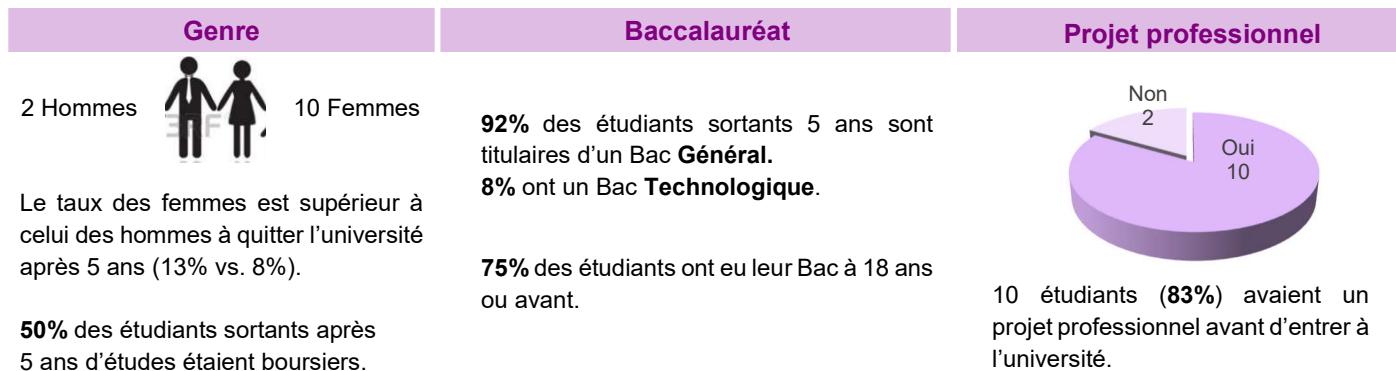 Genre
2 Hommes
10 Femmes
Le taux des femmes est supérieur à
celui des hommes à quitter l’université
après 5 ans (13% vs. 8%).
50% des étudiants sortants après
5 ans d’études étaient boursiers.
Baccalauréat
92% des étudiants sortants 5 ans sont
titulaires d’un Bac Général.
8% ont un Bac Technologique.
75% des étudiants ont eu leur Bac à 18 ans
ou avant.
Projet professionnel
Non
2
Oui
10
10 étudiants (83%) avaient un
projet professionnel avant d’entrer à
l’université.